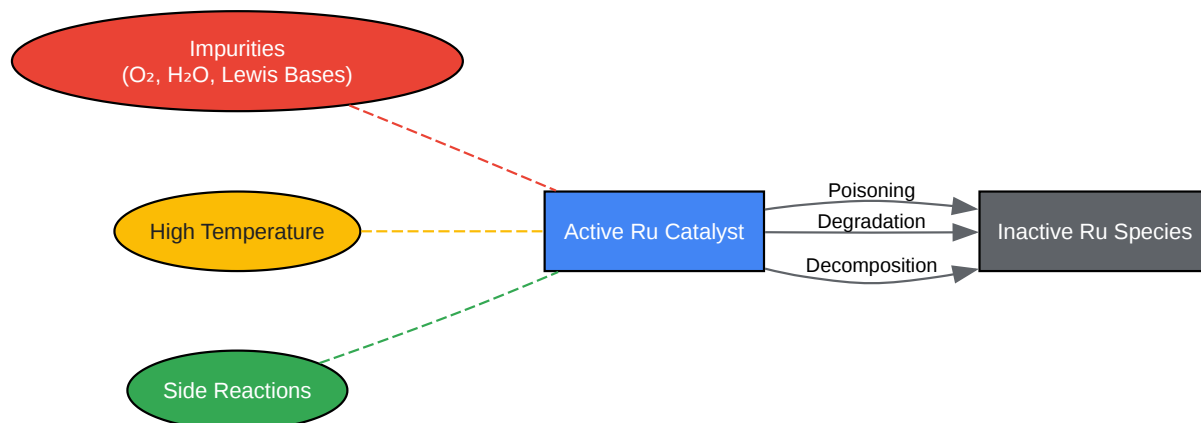 Impurities
(O₂, H₂O, Lewis Bases)
High Temperature
Side Reactions
Active Ru Catalyst
Poisoning
Degradation
Decomposition
Inactive Ru Species